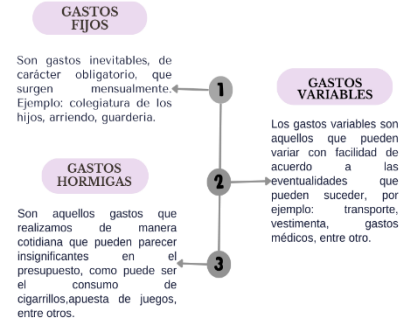 GASTOS
FIJOS
Son gastos inevitables, de
carácter obligatorio, que
surgen mensualmente.
Ejemplo: colegiatura de los
hijos, arriendo, guardería.
1
GASTOS
VARIABLES
Los gastos variables son
aquellos que pueden
variar con facilidad de
acuerdo a las
eventualidades que
pueden suceder, por
ejemplo: transporte,
vestimenta, gastos
médicos, entre otro.
2
GASTOS
HORMIGAS
Son aquellos gastos que
realizamos de manera
cotidiana que pueden parecer
insignificantes en el
presupuesto, como puede ser
el consumo de
cigarrillos,apuesta de juegos,
entre otros.
3